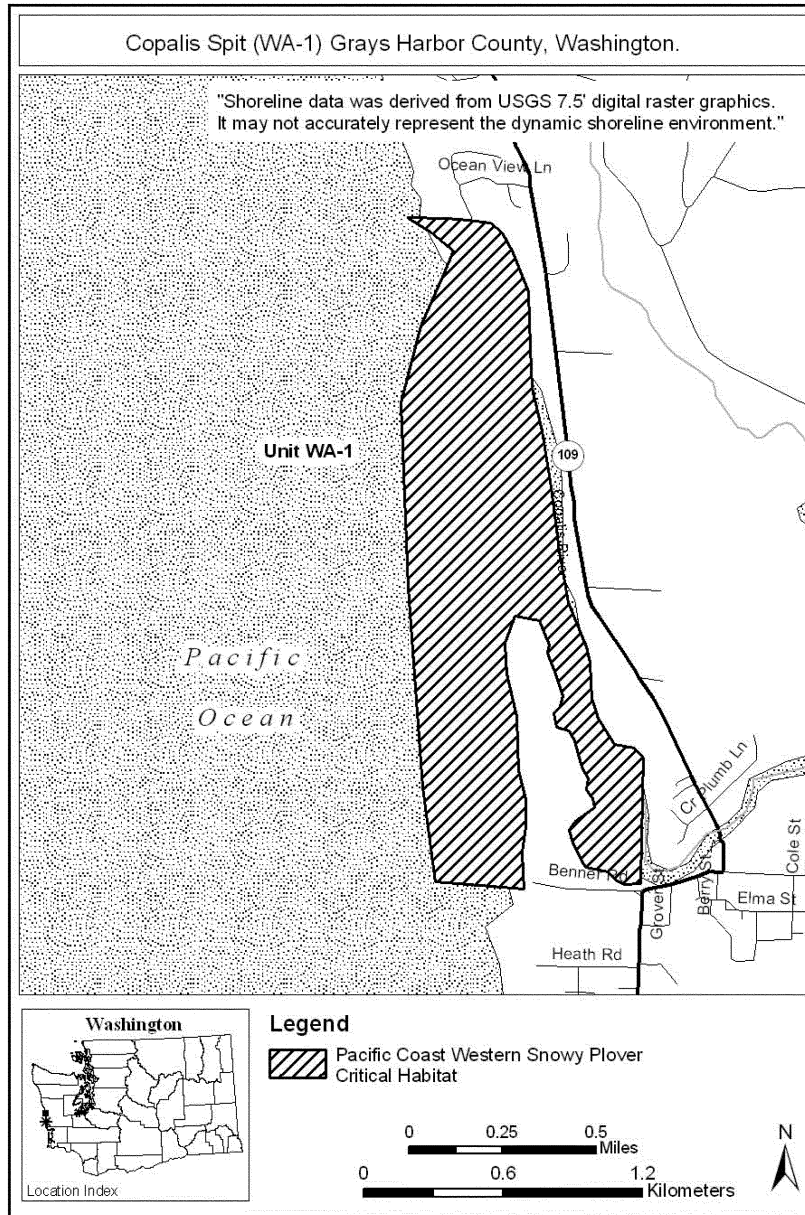 Copalis Spit (WA-1) Grays Harbor County, Washington.
"Shoreline data was derived from USGS 7.5' digital raster graphics.
It may not accurately represent the dynamic shoreline environment."
Ocean View Ln
Unit WA-1
109
Copalis River
Pacific
Ocean
Cr Plumb Ln
Cole St
Benner Rd
Grover St
Berry St
Elma St
Heath Rd
Washington
Location Index
Legend
Pacific Coast Western Snowy Plover
Critical Habitat
0 0.25 0.5
Miles
0 0.6 1.2
Kilometers
N